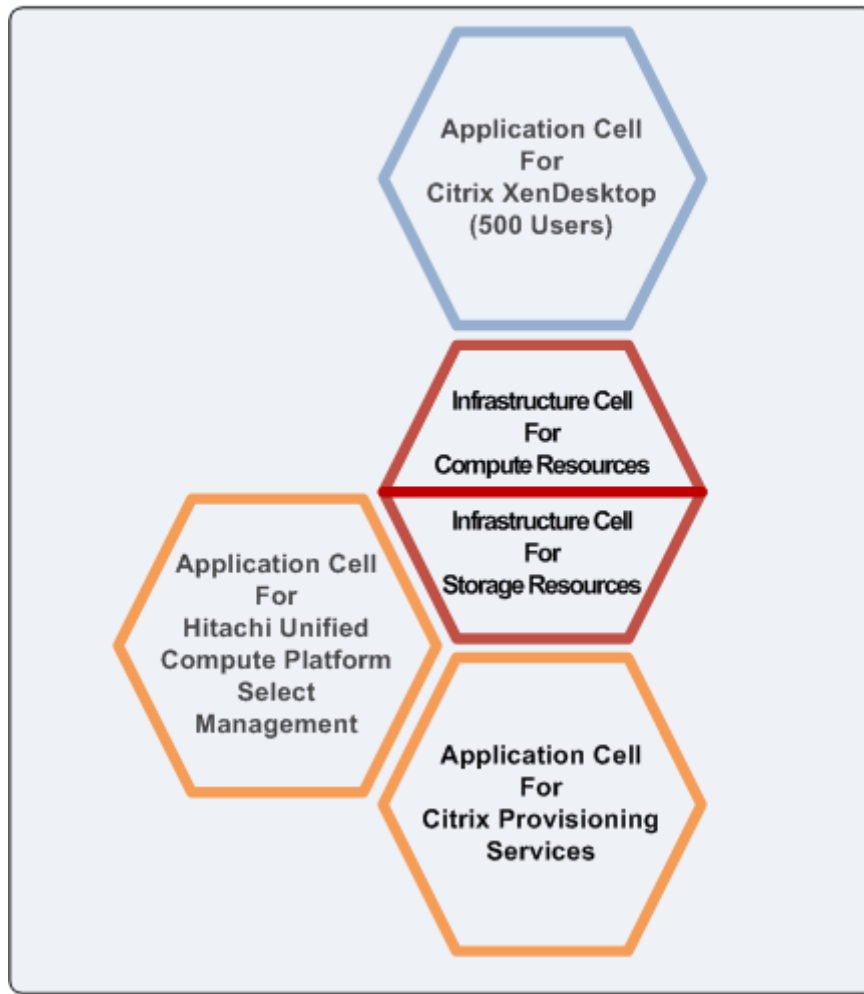 Application Cell
For
Citrix XenDesktop
(500 Users)
Infrastructure Cell
For
Compute Resources
Infrastructure Cell
For
Storage Resources
Application Cell
For
Hitachi Unified
Compute Platform
Select
Management
Application Cell
For
Citrix Provisioning
Services